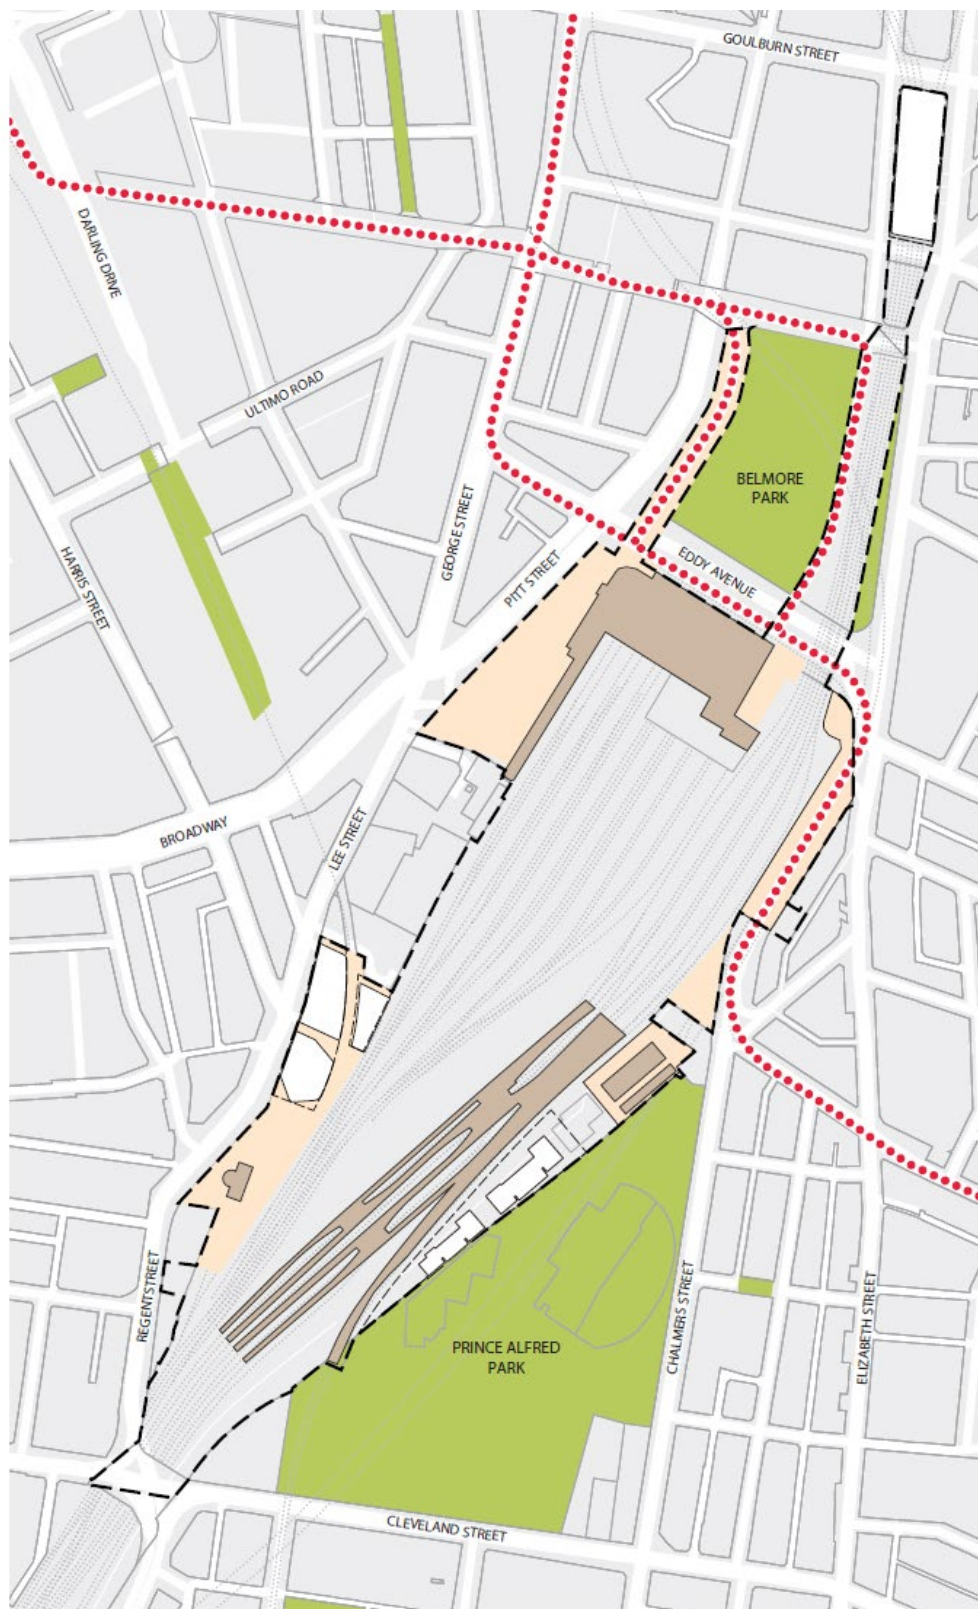 GOULBURN STREET
DARLING DRIVE
ULTIMO ROAD
BELMORE
PARK
GEORGE STREET
HARRIS STREET
PITT STREET
EDDY AVENUE
BROADWAY
LEE STREET
REGENT STREET
CHALMERS STREET
ELIZABETH STREET
PRINCE ALFRED
PARK
CLEVELAND STREET